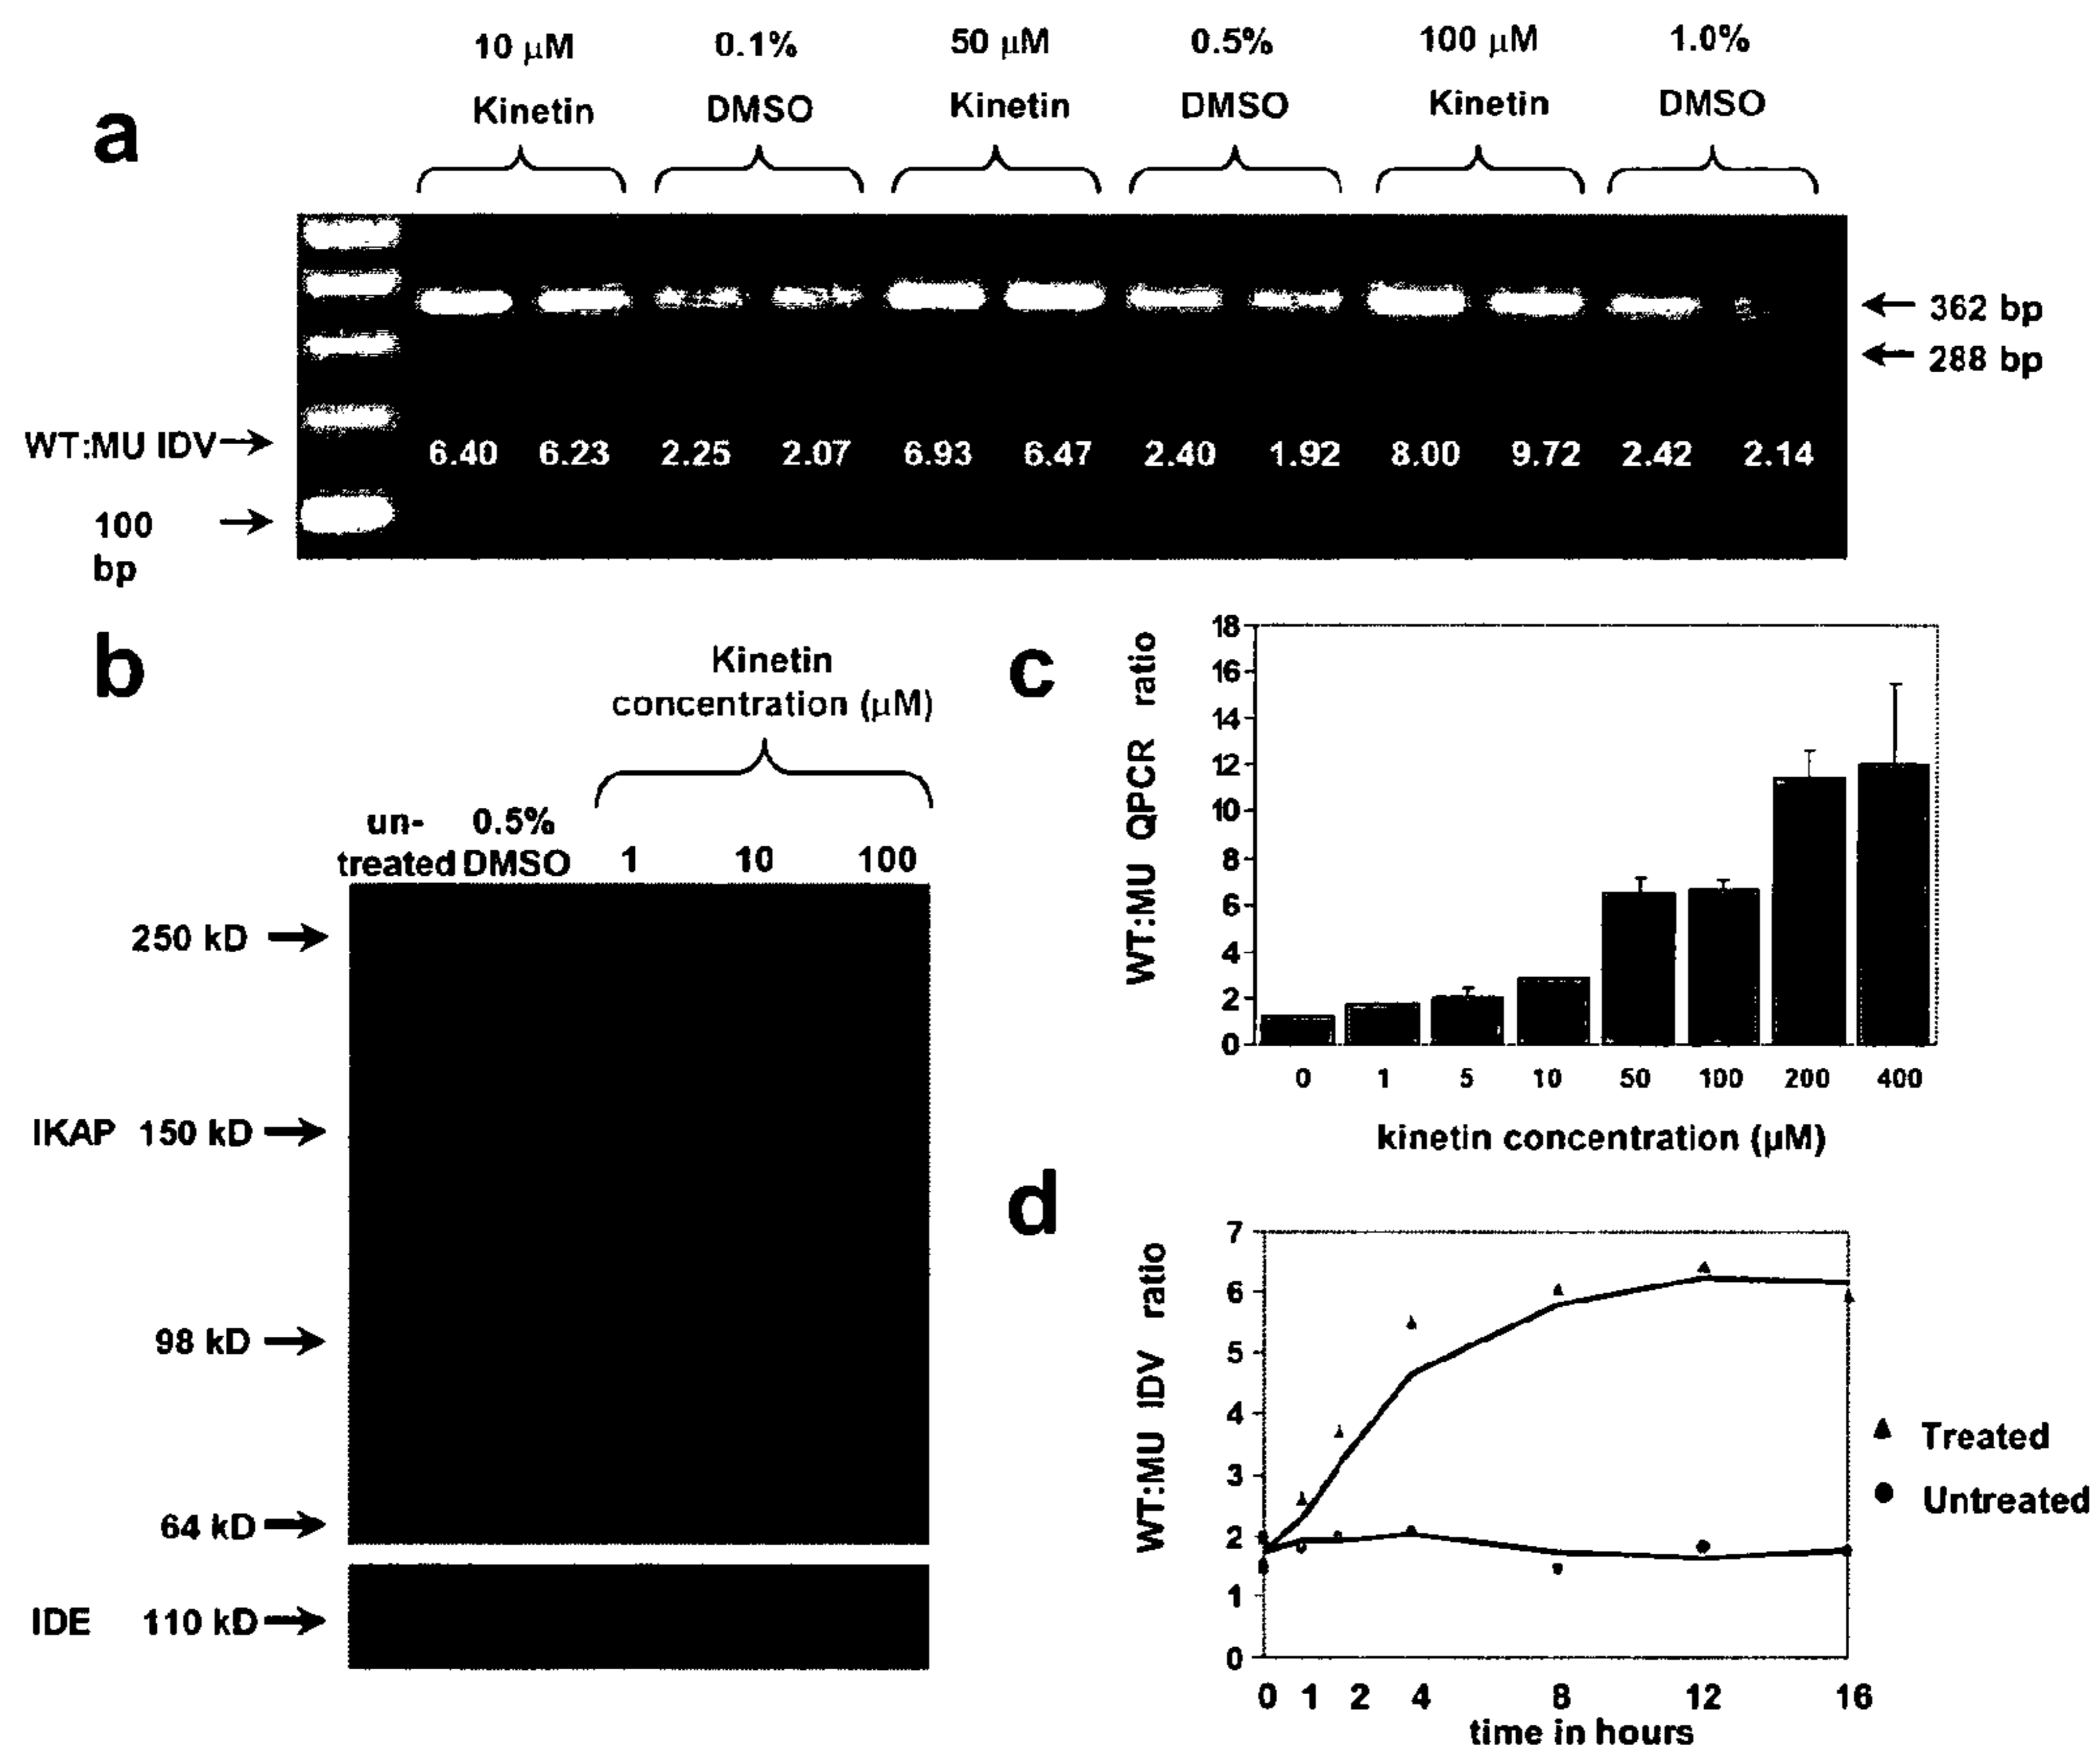 a
10 µM 0.1% 50 µM 0.5% 100 µM 1.0%
Kinetin DMSO Kinetin DMSO Kinetin DMSO
362 bp
288 bp
WT:MU IDV
6.40 6.23 2.25 2.07 6.93 6.47 2.40 1.92 8.00 9.72 2.42 2.14
100
bp
b
Kinetin
concentration (µM)
un- 0.5%
treated DMSO 1 10 100
250 kD
IKAP 150 kD
98 kD
64 kD
IDE 110 kD
c
WT:MU QPCR ratio
18
16
14
12
10
8
6
4
2
0
0 1 5 10 50 100 200 400
kinetin concentration (µM)
d
WT:MU IDV ratio
7
6
5
4
3
2
1
0
0 1 2 4 8 12 16
time in hours
Treated
Untreated